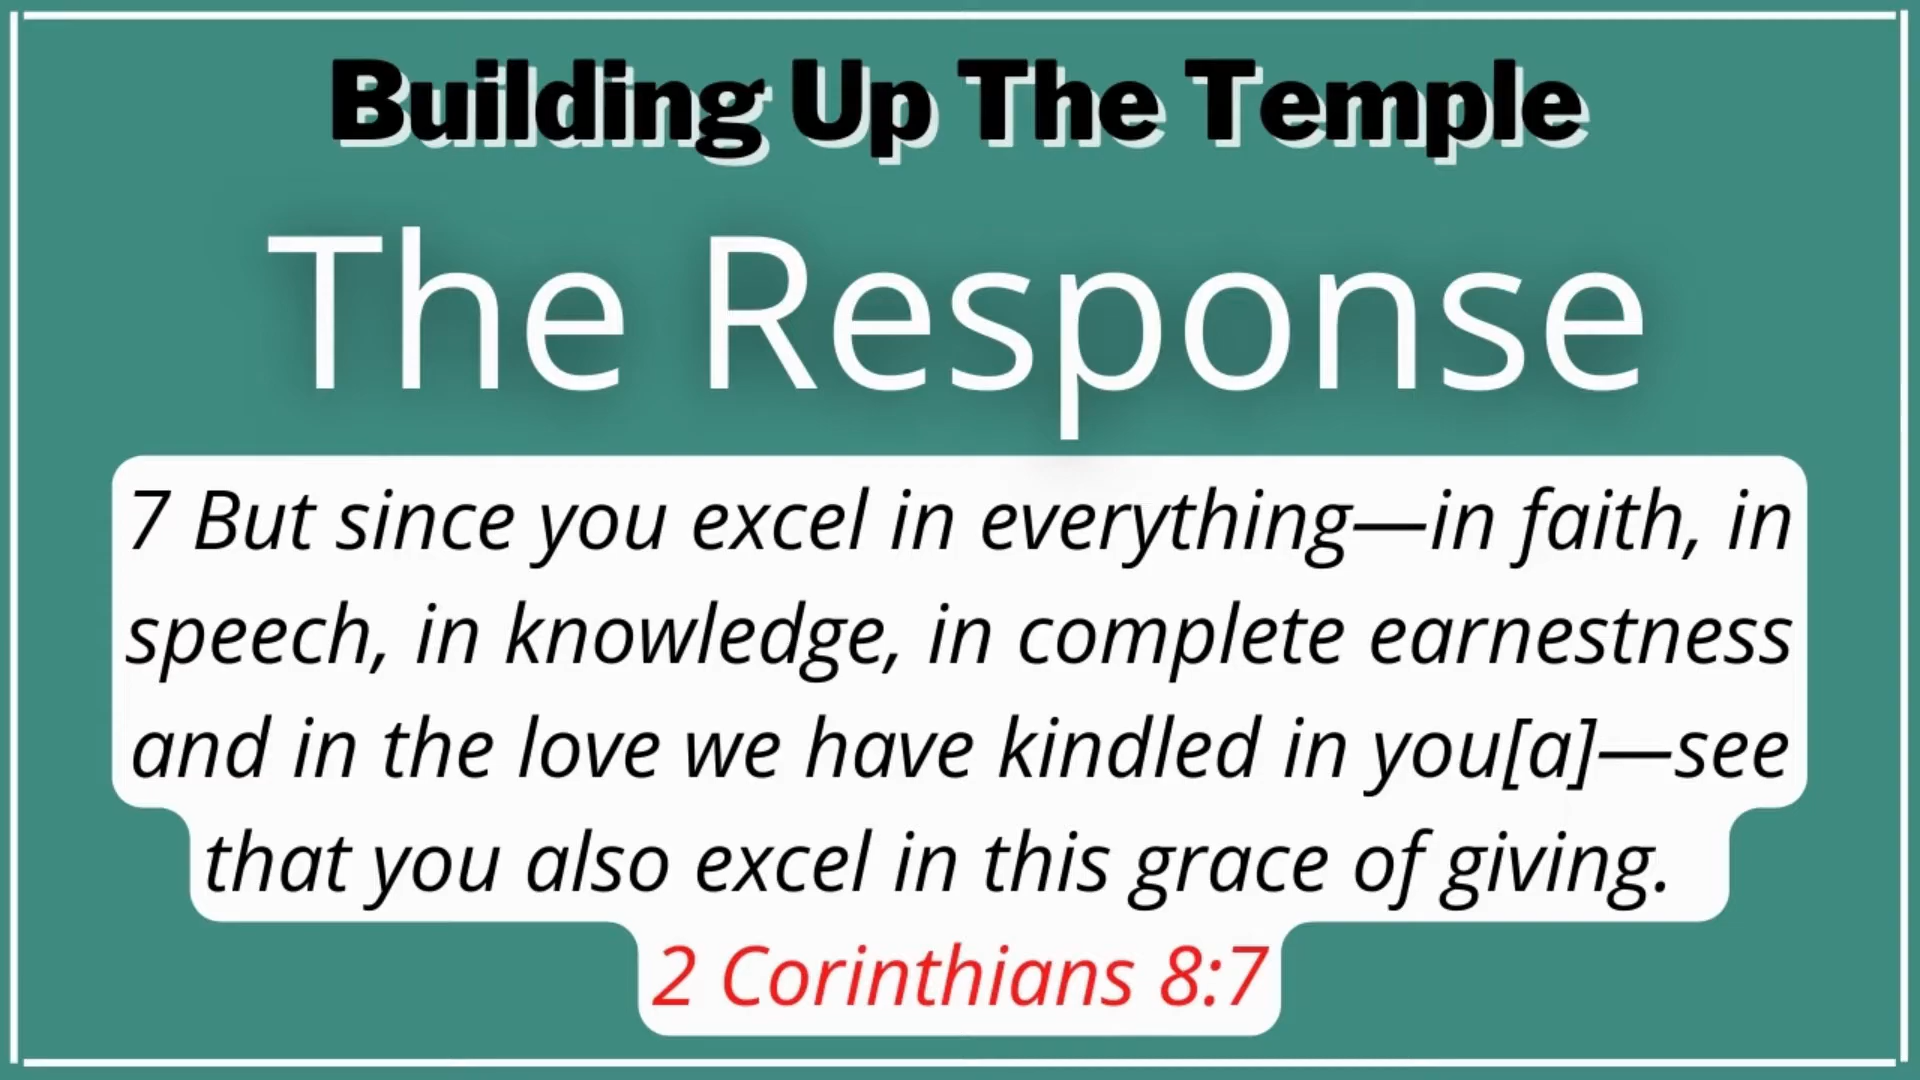 Building Up The Temple
The Response
7 But since you excel in everything—in faith, in
speech, in knowledge, in complete earnestness
and in the love we have kindled in you[a]—see
that you also excel in this grace of giving.
2 Corinthians 8:7